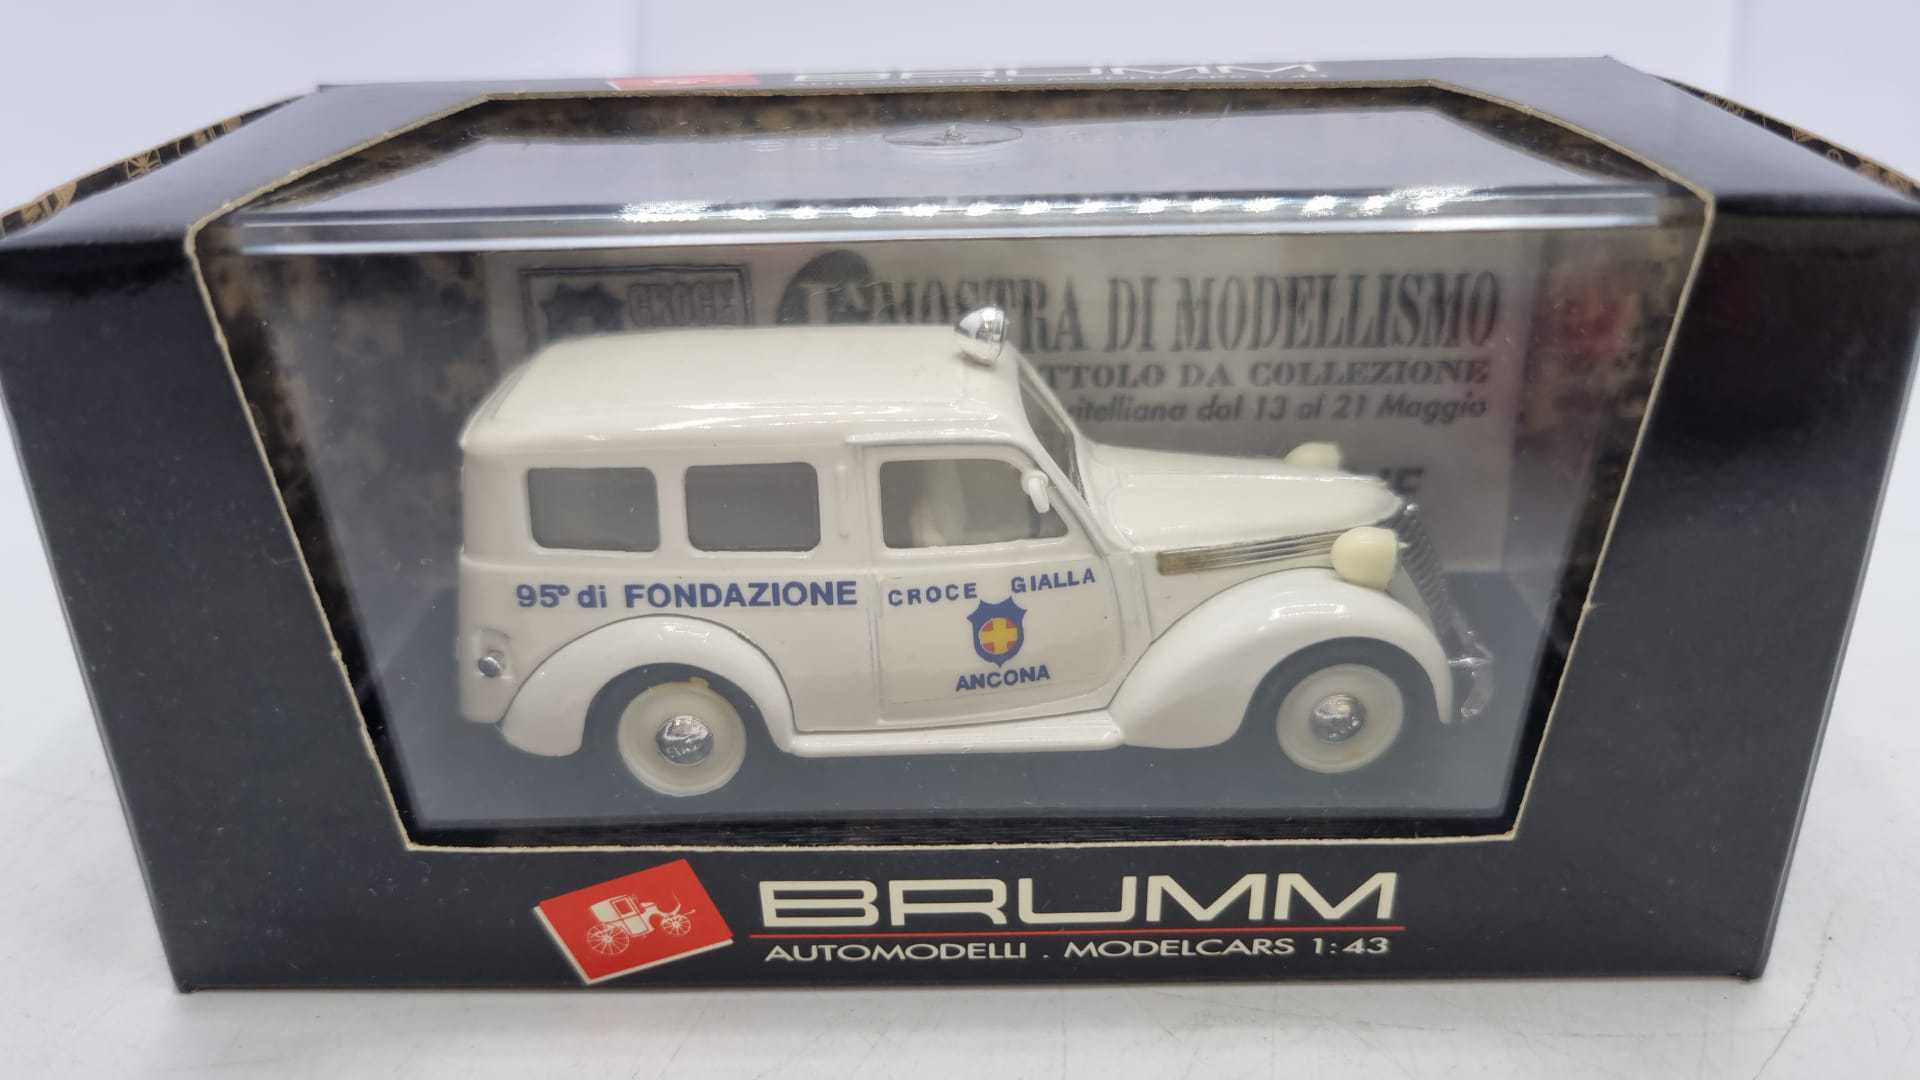 BRUMM
CROCE
MOSTRA DI MODELLISMO
DA COLLEZIONE
dal 13 al 21 Maggio
95° di FONDAZIONE
CROCE GIALLA
ANCONA
BRUMM
AUTOMODELLI . MODELCARS 1:43